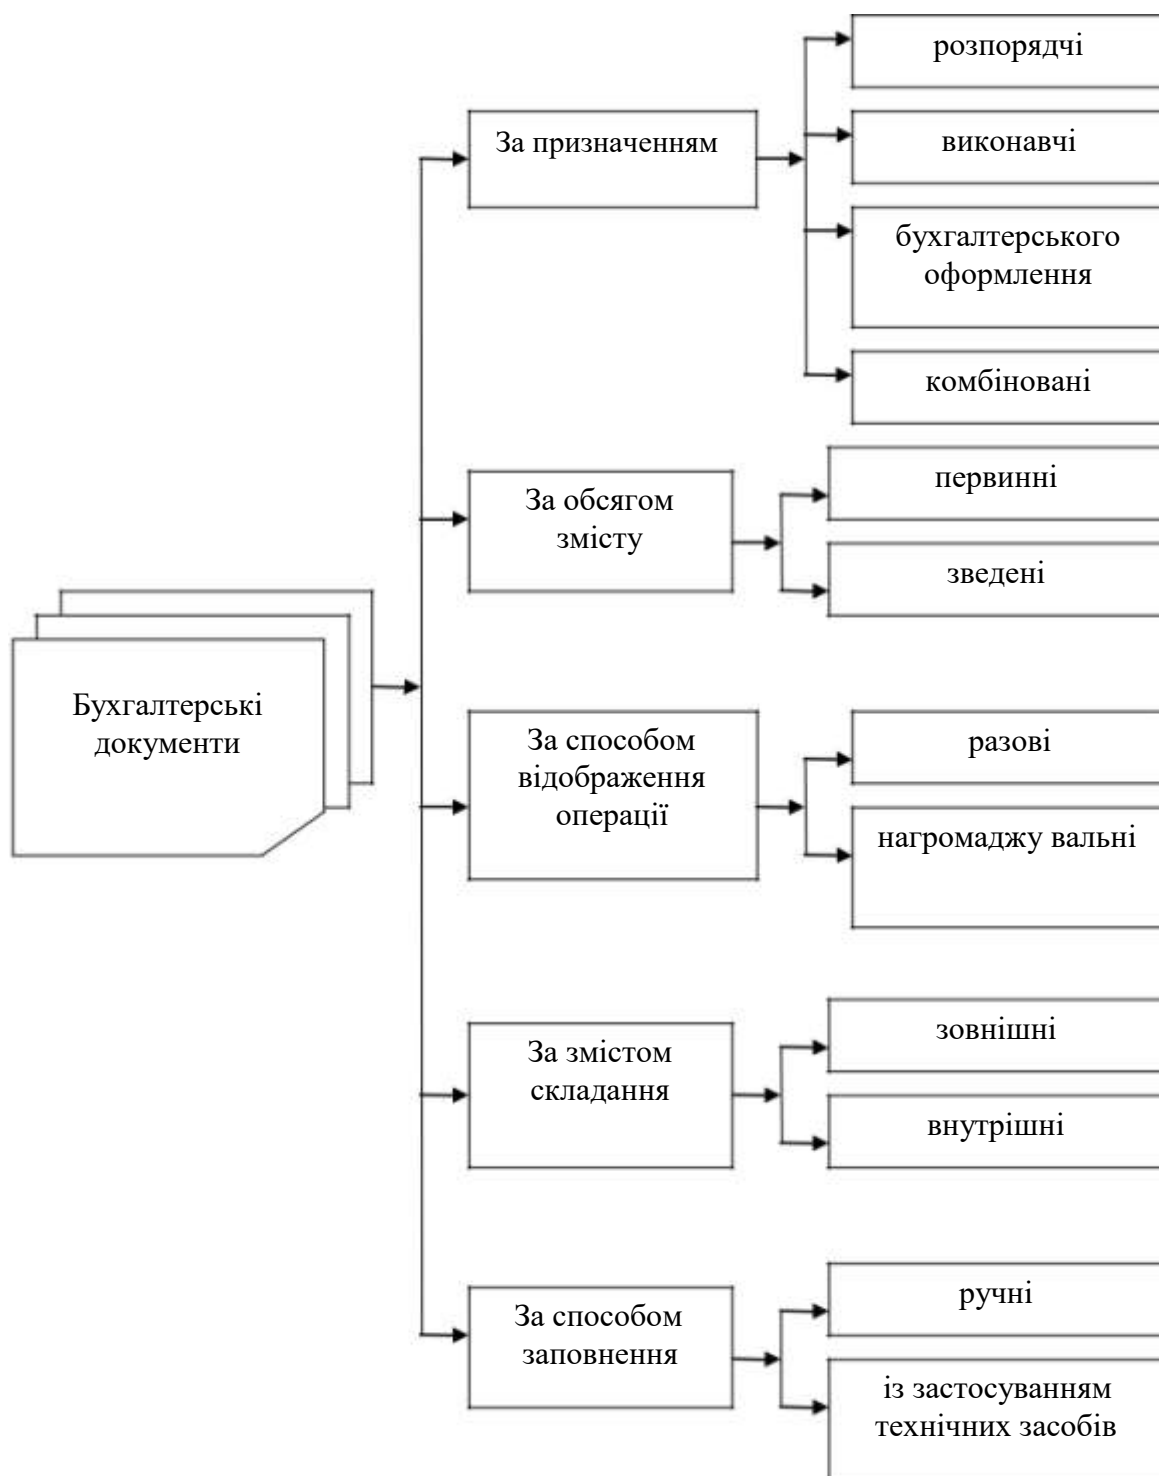 Бухгалтерські
документи
За призначенням
розпорядчі
виконавчі
бухгалтерського
оформлення
комбіновані
За обсягом
змісту
первинні
зведені
За способом
відображення
операції
разові
нагромаджу вальні
За змістом
складання
зовнішні
внутрішні
За способом
заповнення
ручні
із застосуванням
технічних засобів